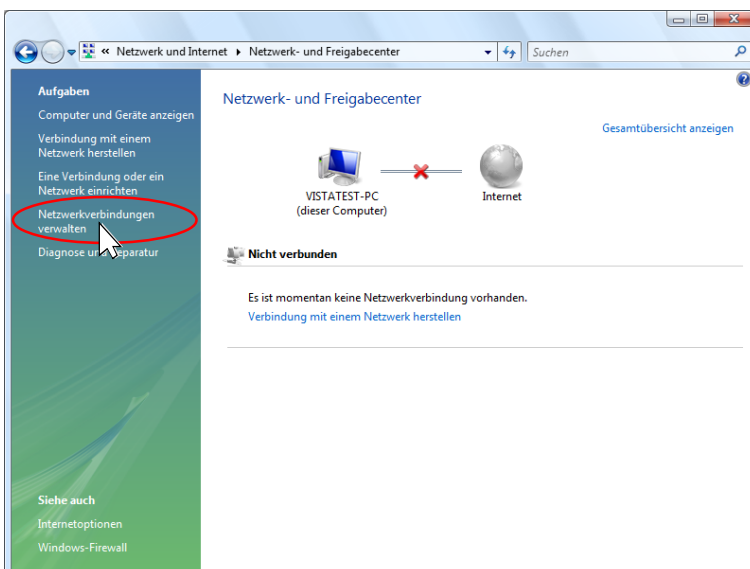 « Netzwerk und Internet ▸ Netzwerk- und Freigabecenter
Suchen
Aufgaben
Computer und Geräte anzeigen
Verbindung mit einem
Netzwerk herstellen
Eine Verbindung oder ein
Netzwerk einrichten
Netzwerkverbindungen
verwalten
Diagnose und Reparatur
Siehe auch
Internetoptionen
Windows-Firewall
Netzwerk- und Freigabecenter
Gesamtübersicht anzeigen
VISTATEST-PC
(dieser Computer)
Internet
Nicht verbunden
Es ist momentan keine Netzwerkverbindung vorhanden.
Verbindung mit einem Netzwerk herstellen